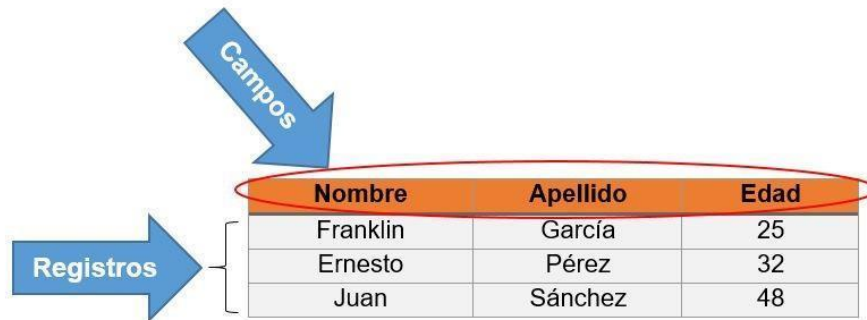 Campos
Nombre Apellido Edad
Franklin García 25
Registros
Ernesto Pérez 32
Juan Sánchez 48